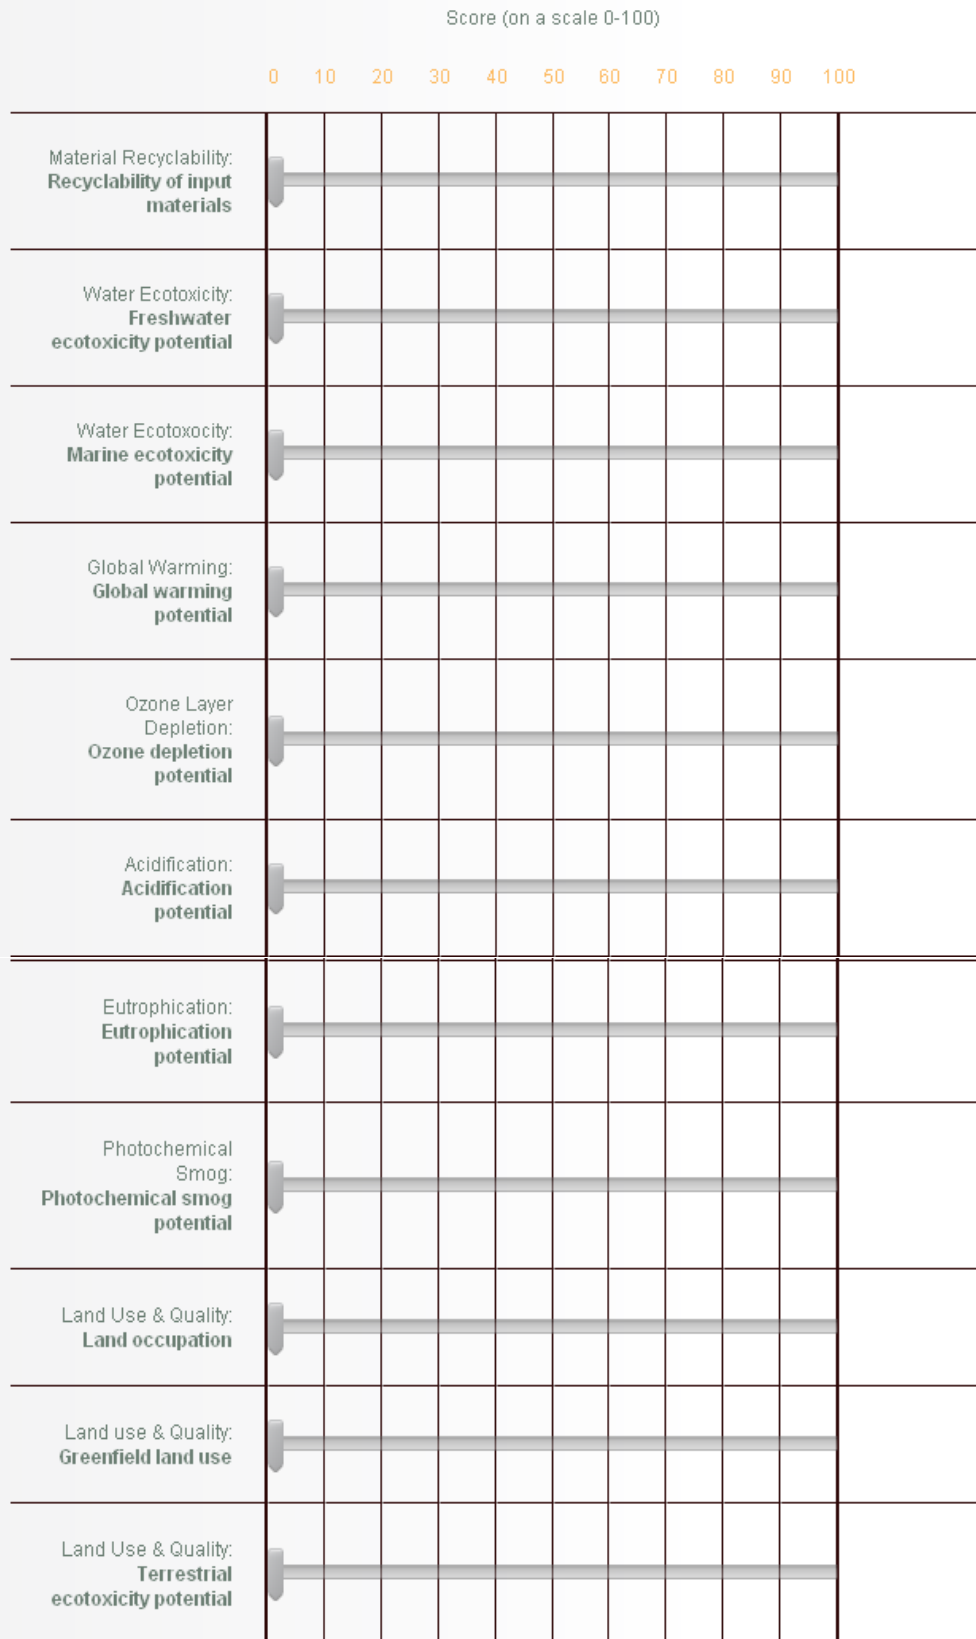 Score (on a scale 0-100)
0 10 20 30 40 50 60 70 80 90 100
Material Recyclability:
Recyclability of input
materials
Water Ecotoxicity:
Freshwater
ecotoxicity potential
Water Ecotoxocity:
Marine ecotoxicity
potential
Global Warming:
Global warming
potential
Ozone Layer
Depletion:
Ozone depletion
potential
Acidification:
Acidification
potential
Eutrophication:
Eutrophication
potential
Photochemical
Smog:
Photochemical smog
potential
Land Use & Quality:
Land occupation
Land use & Quality:
Greenfield land use
Land Use & Quality:
Terrestrial
ecotoxicity potential